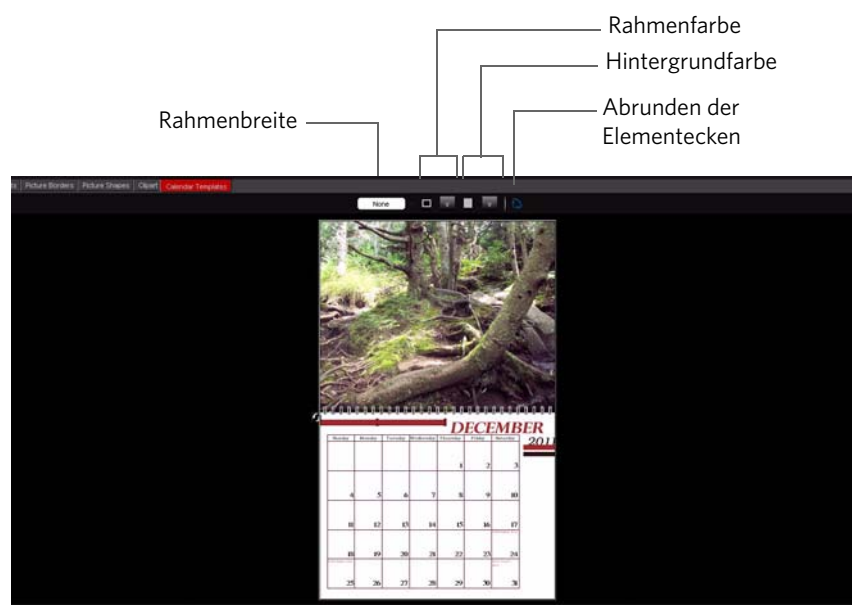 Rahmenfarbe
Hintergrundfarbe
Abrunden der
Elementecken
Rahmenbreite
Picture Borders Picture Shapes Clipart Calendar Templates
None
DECEMBER
2011
Sunday Monday Tuesday Wednesday Thursday Friday Saturday
1 2 3
4 5 6 7 8 9 10
11 12 13 14 15 16 17
18 19 20 21 22 23 24
25 26 27 28 29 30 31